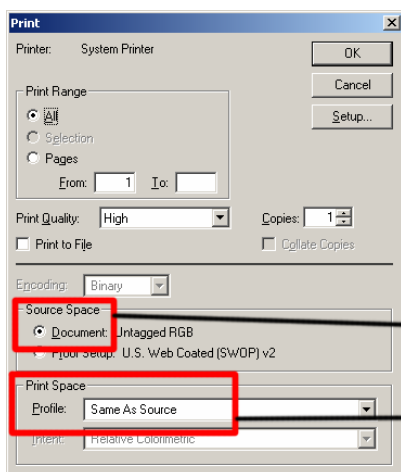 Print
Printer: System Printer
OK
Cancel
Setup...
Print Range
All
Selection
Pages
From: 1 To:
Print Quality: High
Copies: 1
Print to File
Collate Copies
Encoding: Binary
Source Space
Document: Untagged RGB
Proof Setup: U.S. Web Coated (SWOP) v2
Print Space
Profile: Same As Source
Intent: Relative Colorimetric